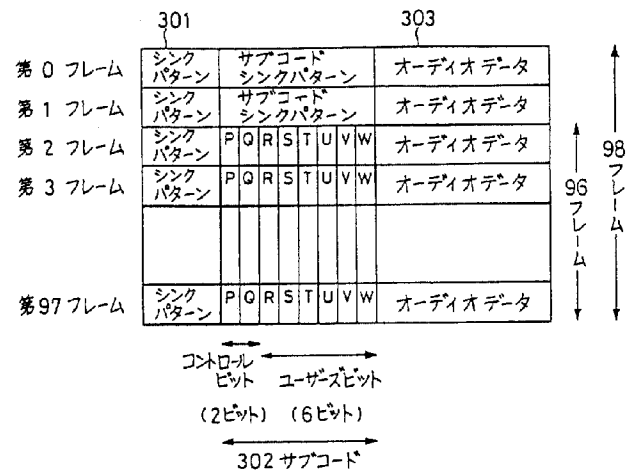 301
303
第0フレーム
シンク
パターン
サブコード
シンクパターン
オーディオデータ
第1フレーム
シンク
パターン
サブコード
シンクパターン
オーディオデータ
第2フレーム
シンク
パターン
P Q R S T U V W
オーディオデータ
第3フレーム
シンク
パターン
P Q R S T U V W
オーディオデータ
第97フレーム
シンク
パターン
P Q R S T U V W
オーディオデータ
96フレーム
98フレーム
コントロール
ビット
ユーザーズビット
(2ビット) (6ビット)
302 サブコード